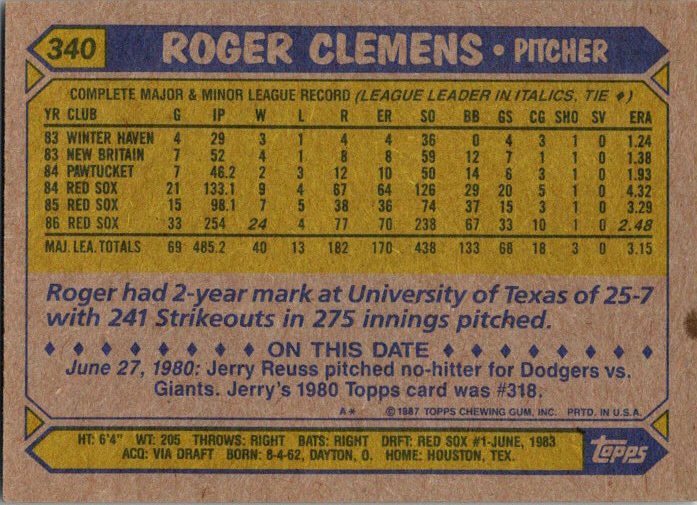 340 ROGER CLEMENS • PITCHER
COMPLETE MAJOR & MINOR LEAGUE RECORD (LEAGUE LEADER IN ITALICS, TIE ♦)
YR CLUB G IP W L R ER SO BB GS CG SHO SV ERA
83 WINTER HAVEN 4 29 3 1 4 4 36 0 4 3 1 0 1.24
83 NEW BRITAIN 7 52 4 1 8 8 59 12 7 1 1 0 1.38
84 PAWTUCKET 7 46.2 2 3 12 10 50 14 6 3 1 0 1.93
84 RED SOX 21 133.1 9 4 67 64 126 29 20 5 1 0 4.32
85 RED SOX 15 98.1 7 5 38 36 74 37 15 3 1 0 3.29
86 RED SOX 33 254 24 4 77 70 238 67 33 10 1 0 2.48
MAJ. LEA. TOTALS 69 485.2 40 13 182 170 438 133 68 18 3 0 3.15
Roger had 2-year mark at University of Texas of 25-7
with 241 Strikeouts in 275 innings pitched.
♦ ♦ ♦ ♦ ♦ ♦ ♦ ♦ ON THIS DATE ♦ ♦ ♦ ♦ ♦ ♦ ♦ ♦
June 27, 1980: Jerry Reuss pitched no-hitter for Dodgers vs.
Giants. Jerry's 1980 Topps card was #318.
A* ©1987 TOPPS CHEWING GUM, INC. PRTD. IN U.S.A.
HT: 6'4" WT: 205 THROWS: RIGHT BATS: RIGHT DRFT: RED SOX #1-JUNE, 1983
ACQ: VIA DRAFT BORN: 8-4-62, DAYTON, O. HOME: HOUSTON, TEX.
Topps